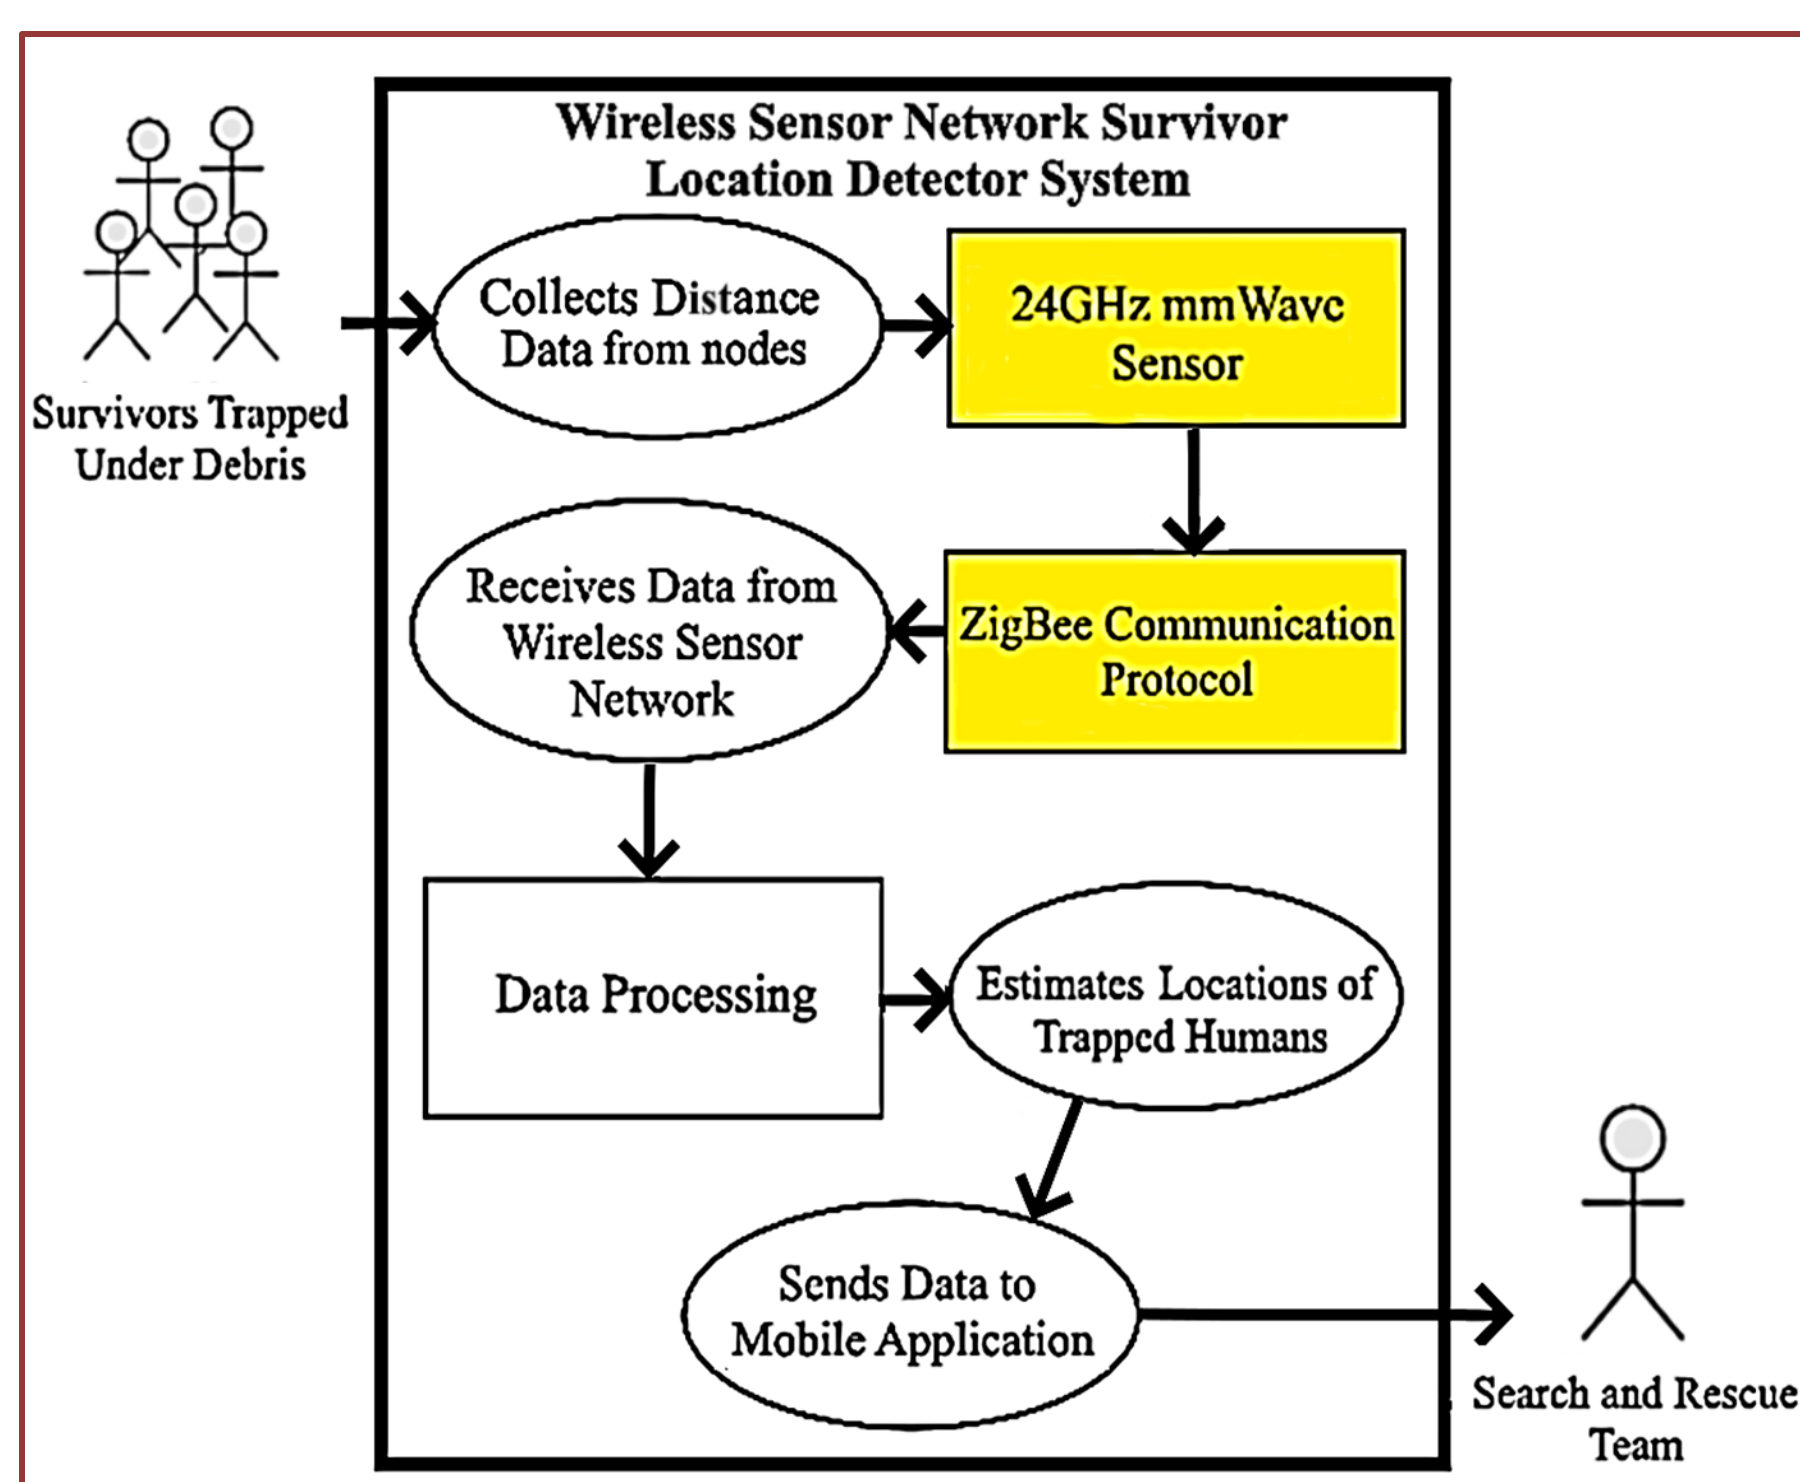 Wireless Sensor Network Survivor
Location Detector System
Collects Distance
Data from nodes
24GHz mmWave
Sensor
Survivors Trapped
Under Debris
Receives Data from
Wireless Sensor
Network
ZigBee Communication
Protocol
Data Processing
Estimates Locations of
Trapped Humans
Sends Data to
Mobile Application
Search and Rescue
Team